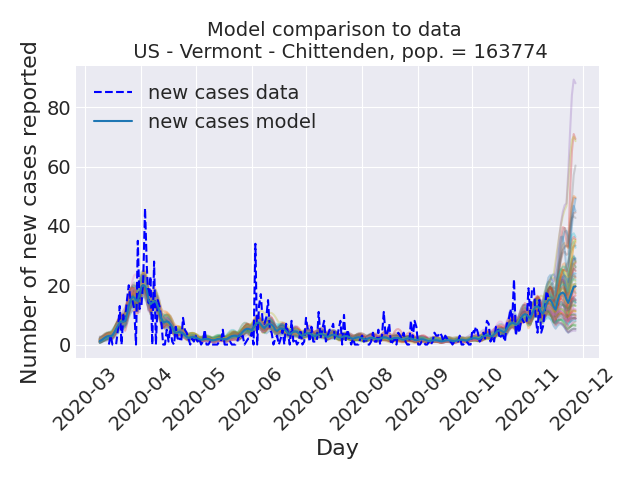 Model comparison to data
US - Vermont - Chittenden, pop. = 163774
Number of new cases reported
new cases data
new cases model
80
60
40
20
0
2020-03
2020-04
2020-05
2020-06
2020-07
2020-08
2020-09
2020-10
2020-11
2020-12
Day